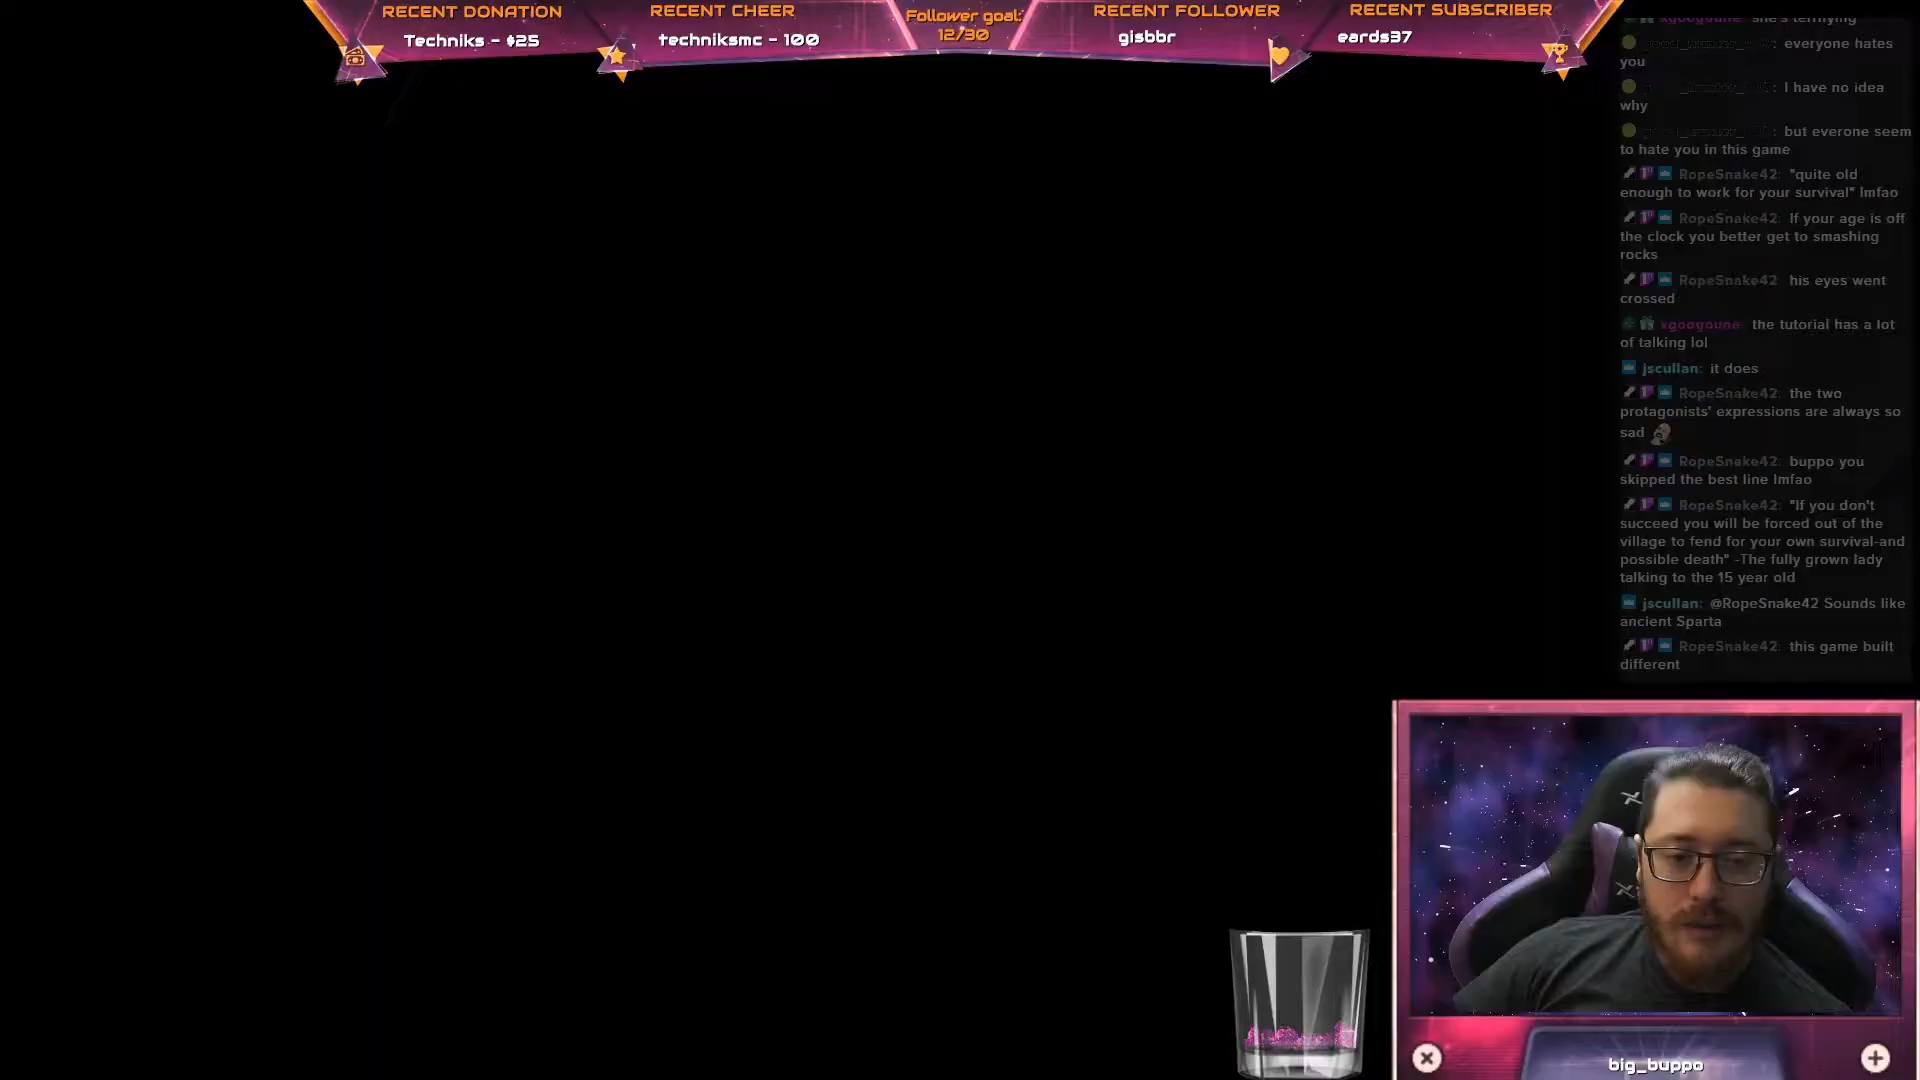 RECENT DONATION
Techniks - $25
RECENT CHEER
techniksmc - 100
Follower goal:
12/30
RECENT FOLLOWER
gisbbr
RECENT SUBSCRIBER
eards37
xgoogoune she's terrifying
: everyone hates
you
: I have no idea
why
: but everone seem
to hate you in this game
RopeSnake42: "quite old
enough to work for your survival" lmfao
RopeSnake42: If your age is off
the clock you better get to smashing
rocks
RopeSnake42: his eyes went
crossed
xgoogoune the tutorial has a lot
of talking lol
jscullan: it does
RopeSnake42: the two
protagonists' expressions are always so
sad
RopeSnake42: buppo you
skipped the best line lmfao
RopeSnake42: "If you don't
succeed you will be forced out of the
village to fend for your own survival-and
possible death" -The fully grown lady
talking to the 15 year old
jscullan: @RopeSnake42 Sounds like
ancient Sparta
RopeSnake42: this game built
different
big_buppo